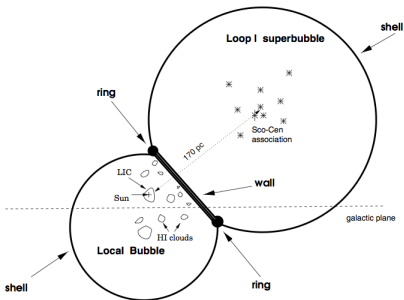 shell
Loop I superbubble
ring
Sco-Cen
association
170 pc
LIC
Sun
wall
galactic plane
HI clouds
Local Bubble
shell
ring